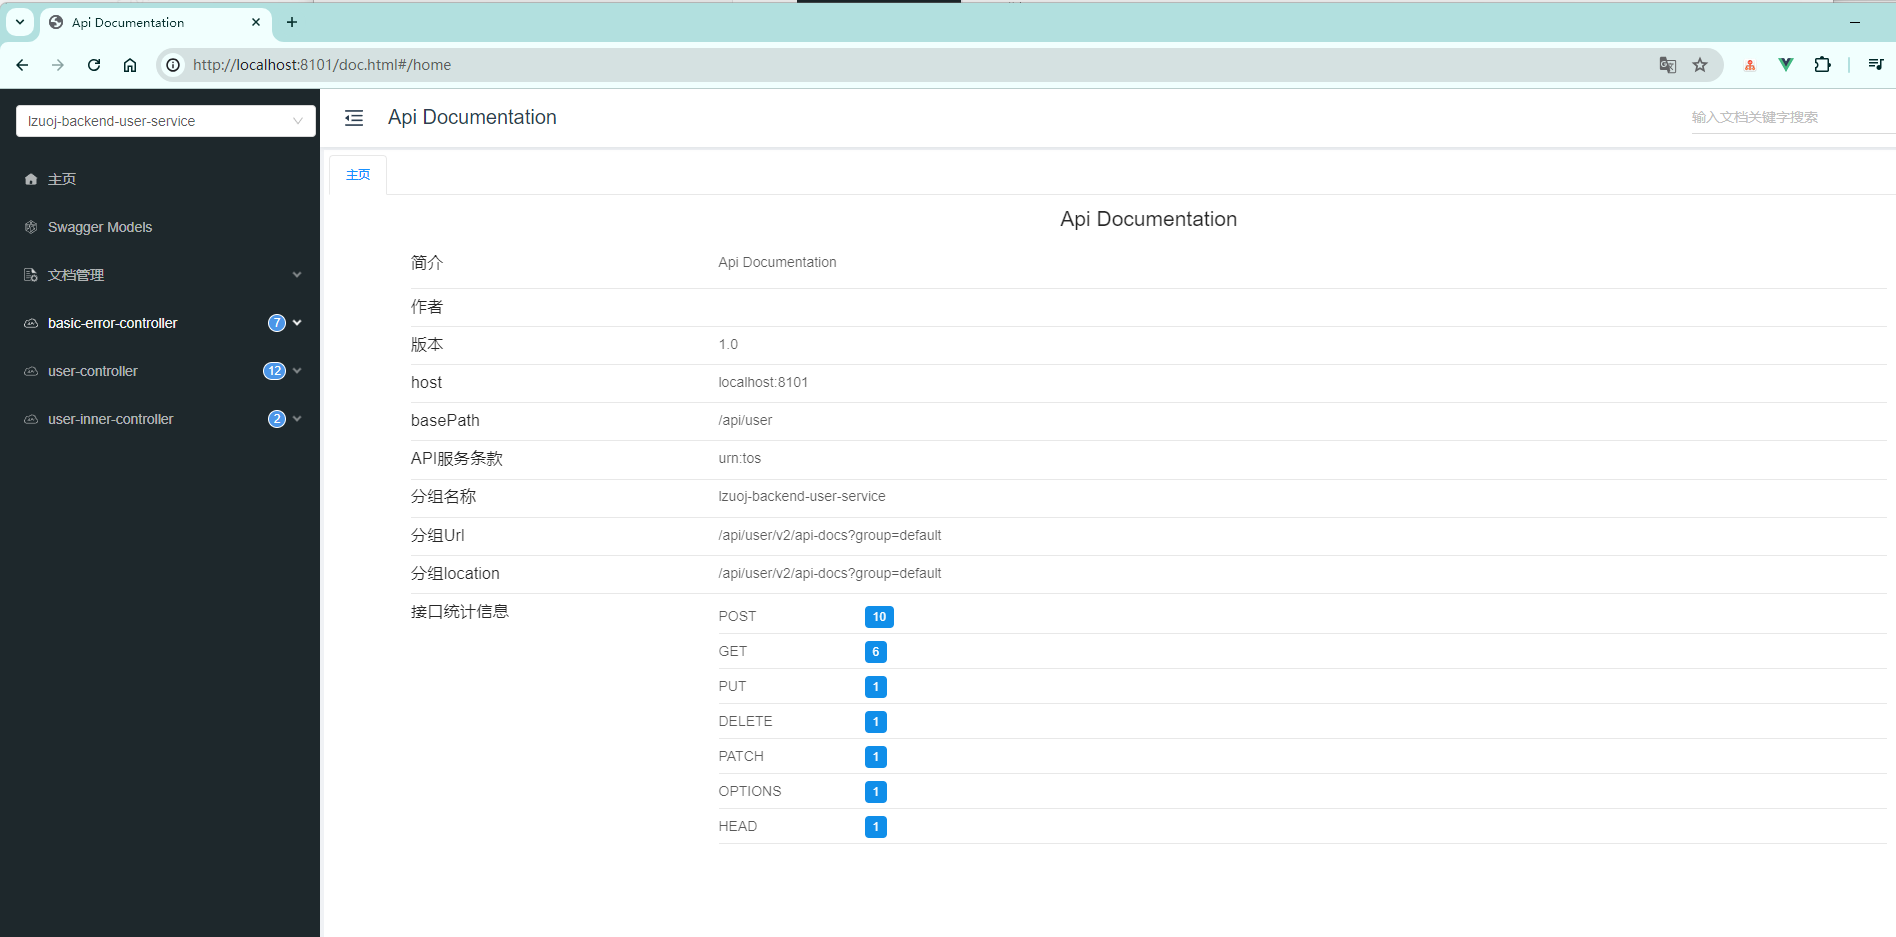 Api Documentation
http://localhost:8101/doc.html#/home
lzuoj-backend-user-service
主页
Swagger Models
文档管理
basic-error-controller 7
user-controller 12
user-inner-controller 2
Api Documentation
输入文档关键字搜索
主页
Api Documentation
简介 Api Documentation
作者
版本 1.0
host localhost:8101
basePath /api/user
API服务条款 urn:tos
分组名称 lzuoj-backend-user-service
分组Url /api/user/v2/api-docs?group=default
分组location /api/user/v2/api-docs?group=default
接口统计信息
POST 10
GET 6
PUT 1
DELETE 1
PATCH 1
OPTIONS 1
HEAD 1